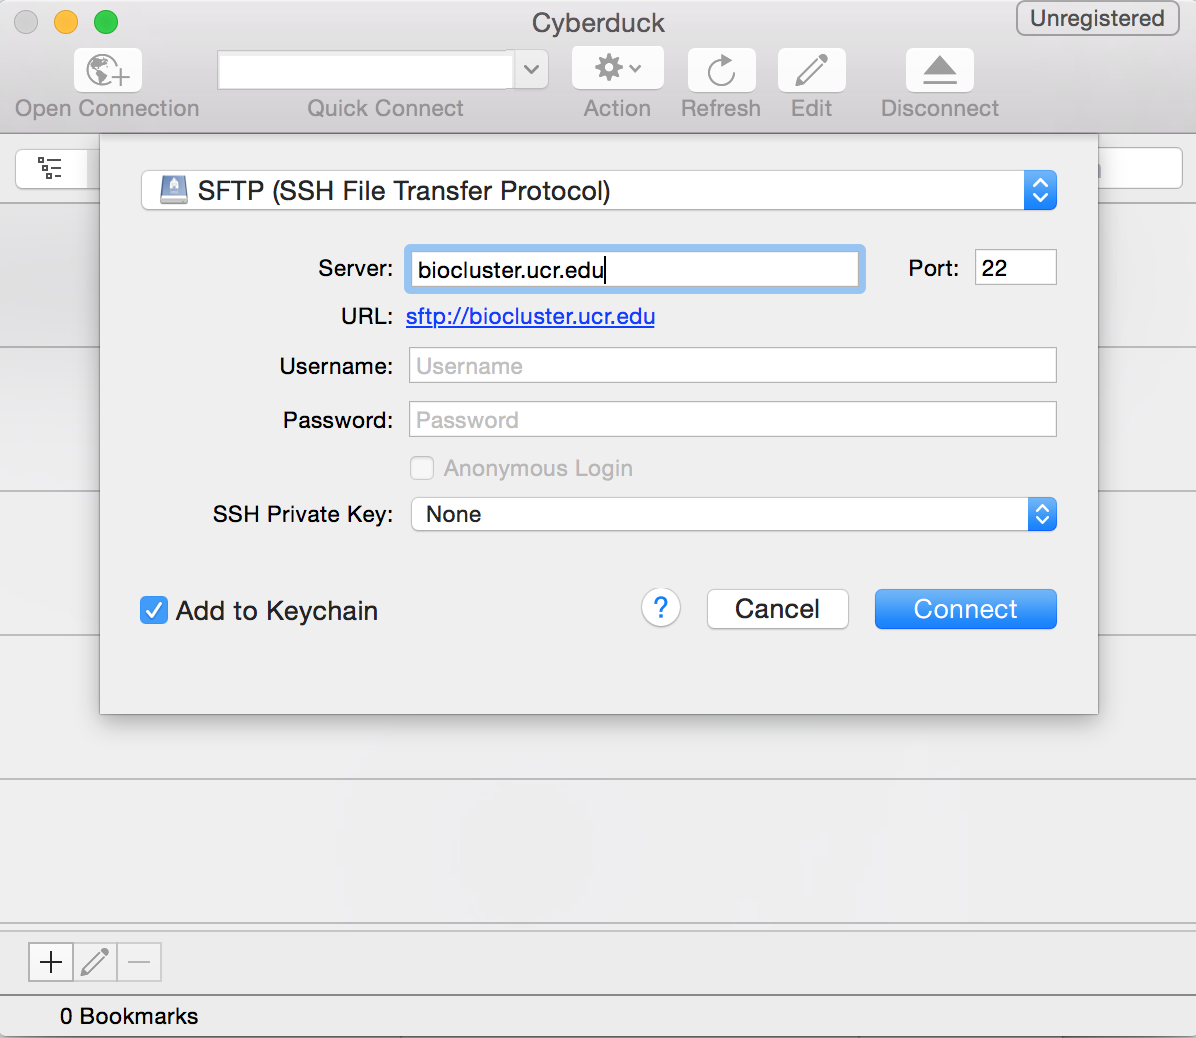 Cyberduck
Unregistered
Open Connection
Quick Connect
Action
Refresh
Edit
Disconnect
SFTP (SSH File Transfer Protocol)
Server: biocluster.ucr.edu Port: 22
URL: sftp://biocluster.ucr.edu
Username: Username
Password: Password
Anonymous Login
SSH Private Key: None
Add to Keychain ? Cancel Connect
0 Bookmarks